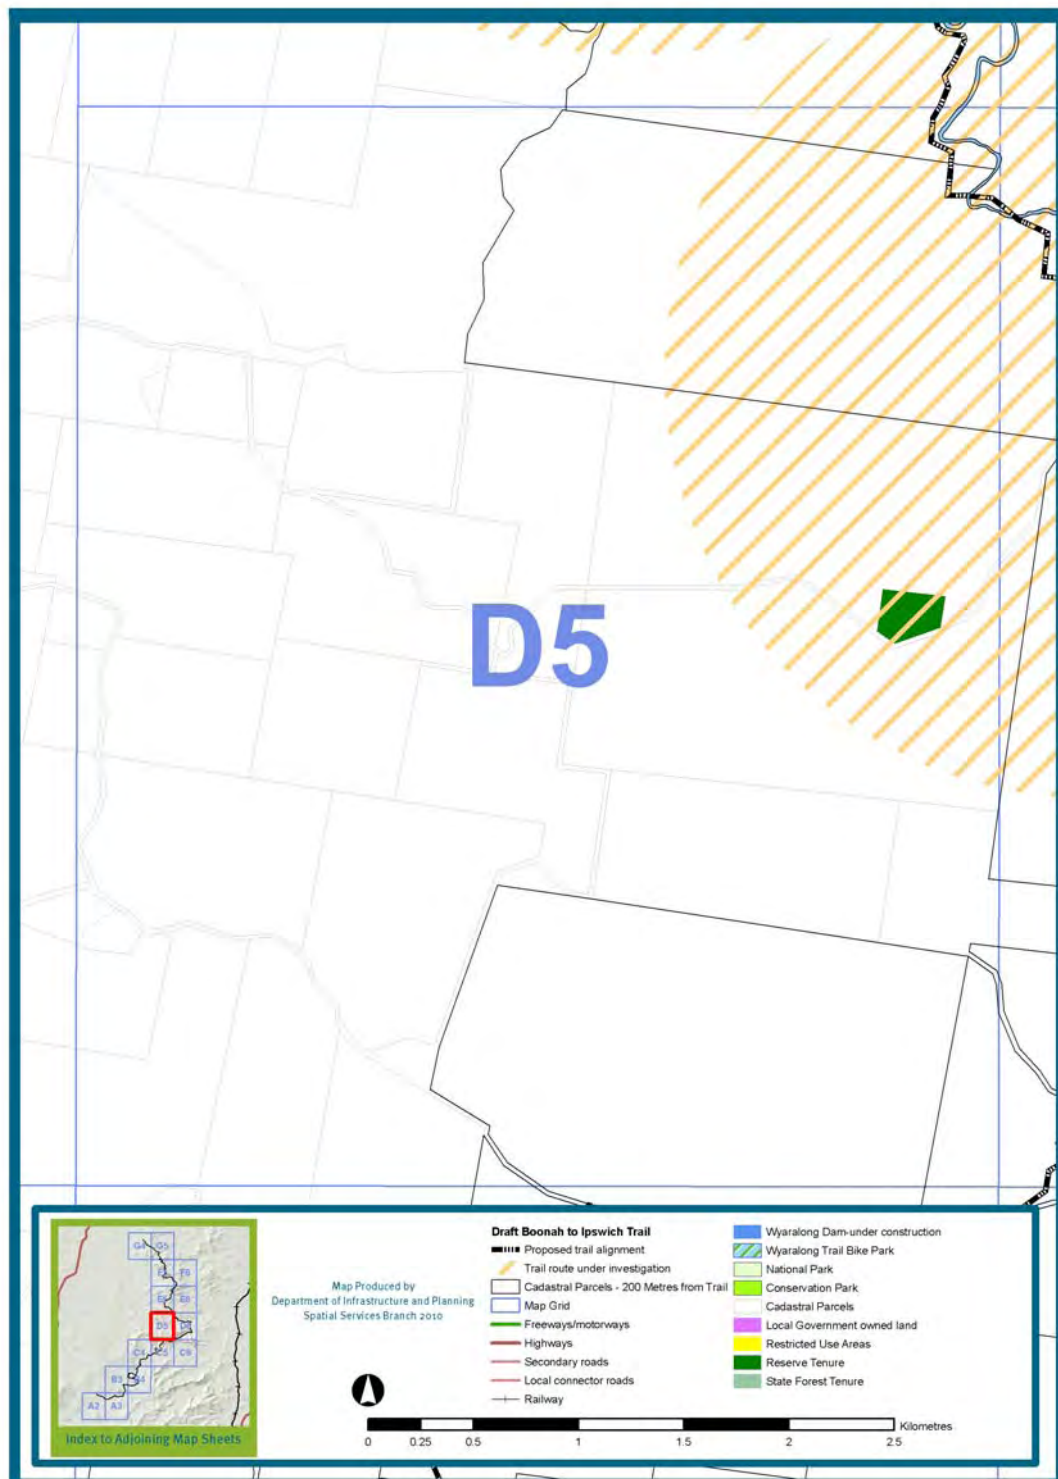 D5
G4 G5
F5 F6
E5 E6
D5 D6
C4 C5 C6
B3 B4
A2 A3
Index to Adjoining Map Sheets
Map Produced by
Department of Infrastructure and Planning
Spatial Services Branch 2010
Draft Boonah to Ipswich Trail
Proposed trail alignment
Trail route under investigation
Cadastral Parcels - 200 Metres from Trail
Map Grid
Freeways/motorways
Highways
Secondary roads
Local connector roads
Railway
Wyaralong Dam-under construction
Wyaralong Trail Bike Park
National Park
Conservation Park
Cadastral Parcels
Local Government owned land
Restricted Use Areas
Reserve Tenure
State Forest Tenure
Kilometres
0 0.25 0.5 1 1.5 2 2.5